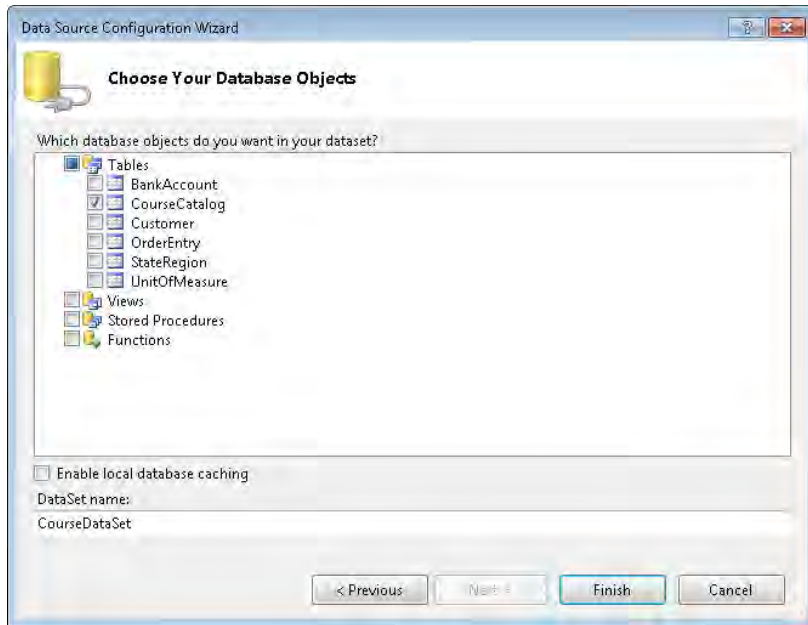 Data Source Configuration Wizard
Choose Your Database Objects
Which database objects do you want in your dataset?
Tables
BankAccount
CourseCatalog
Customer
OrderEntry
StateRegion
UnitOfMeasure
Views
Stored Procedures
Functions
Enable local database caching
DataSet name:
CourseDataSet
< Previous
Next >
Finish
Cancel